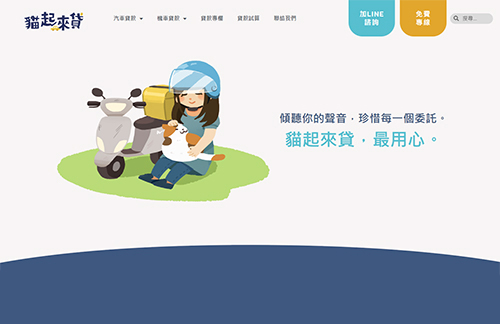 貓起來貸
汽車貸款
機車貸款
貸款專欄
貸款試算
聯絡我們
加LINE
諮詢
免費
專線
搜尋...
傾聽你的聲音，珍惜每一個委託。
貓起來貸，最用心。